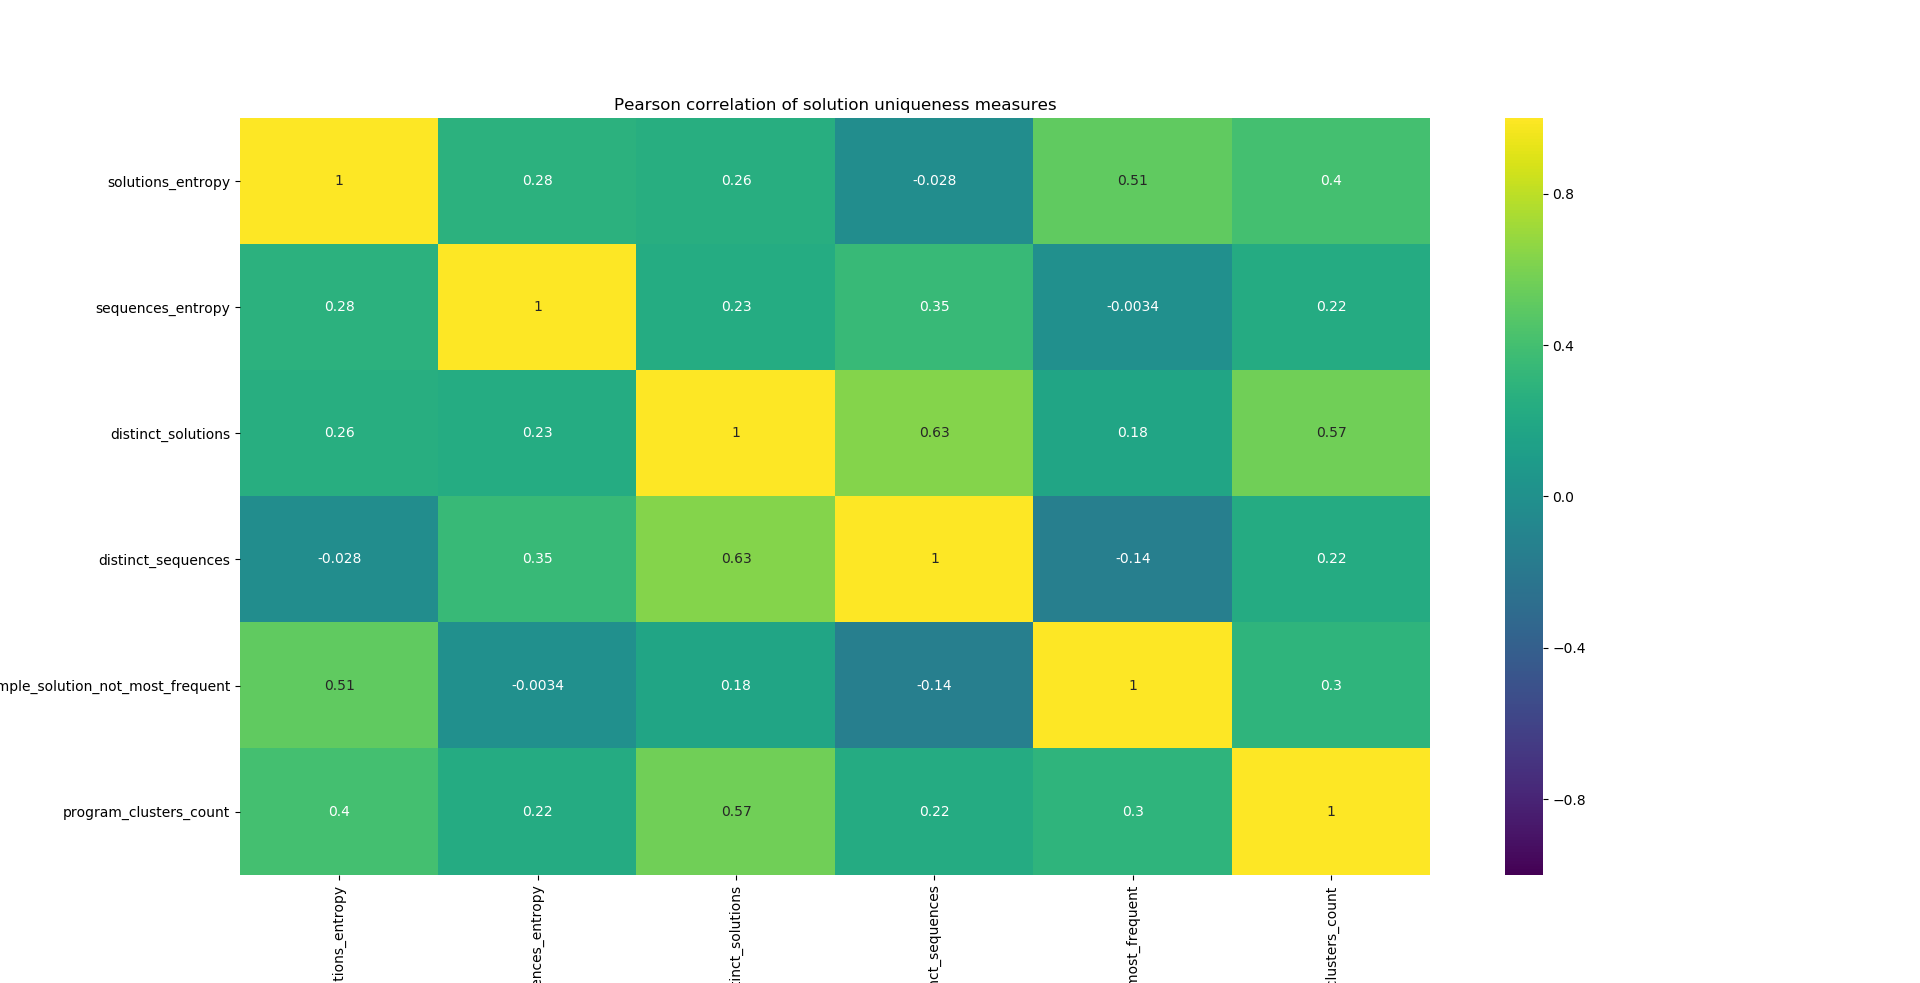 Pearson correlation of solution uniqueness measures
solutions_entropy 1 0.28 0.26 -0.028 0.51 0.4
sequences_entropy 0.28 1 0.23 0.35 -0.0034 0.22
distinct_solutions 0.26 0.23 1 0.63 0.18 0.57
distinct_sequences -0.028 0.35 0.63 1 -0.14 0.22
mple_solution_not_most_frequent 0.51 -0.0034 0.18 -0.14 1 0.3
program_clusters_count 0.4 0.22 0.57 0.22 0.3 1
tions_entropy
ences_entropy
tinct_solutions
nct_sequences
most_frequent
clusters_count
0.8
0.4
0.0
−0.4
−0.8